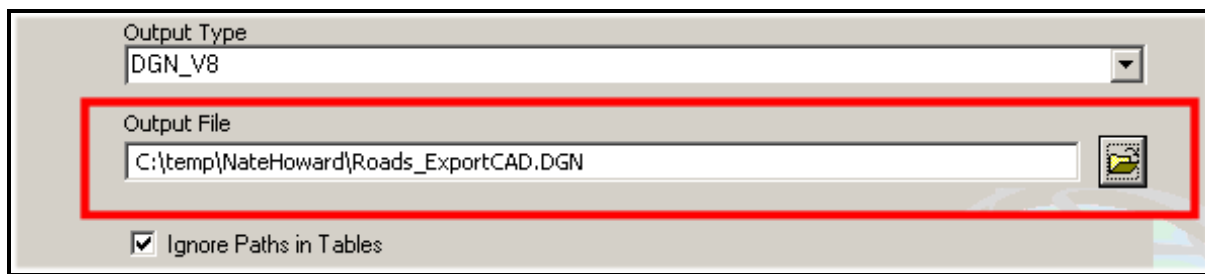 Output Type
DGN_V8
Output File
C:\temp\NateHoward\Roads_ExportCAD.DGN
Ignore Paths in Tables